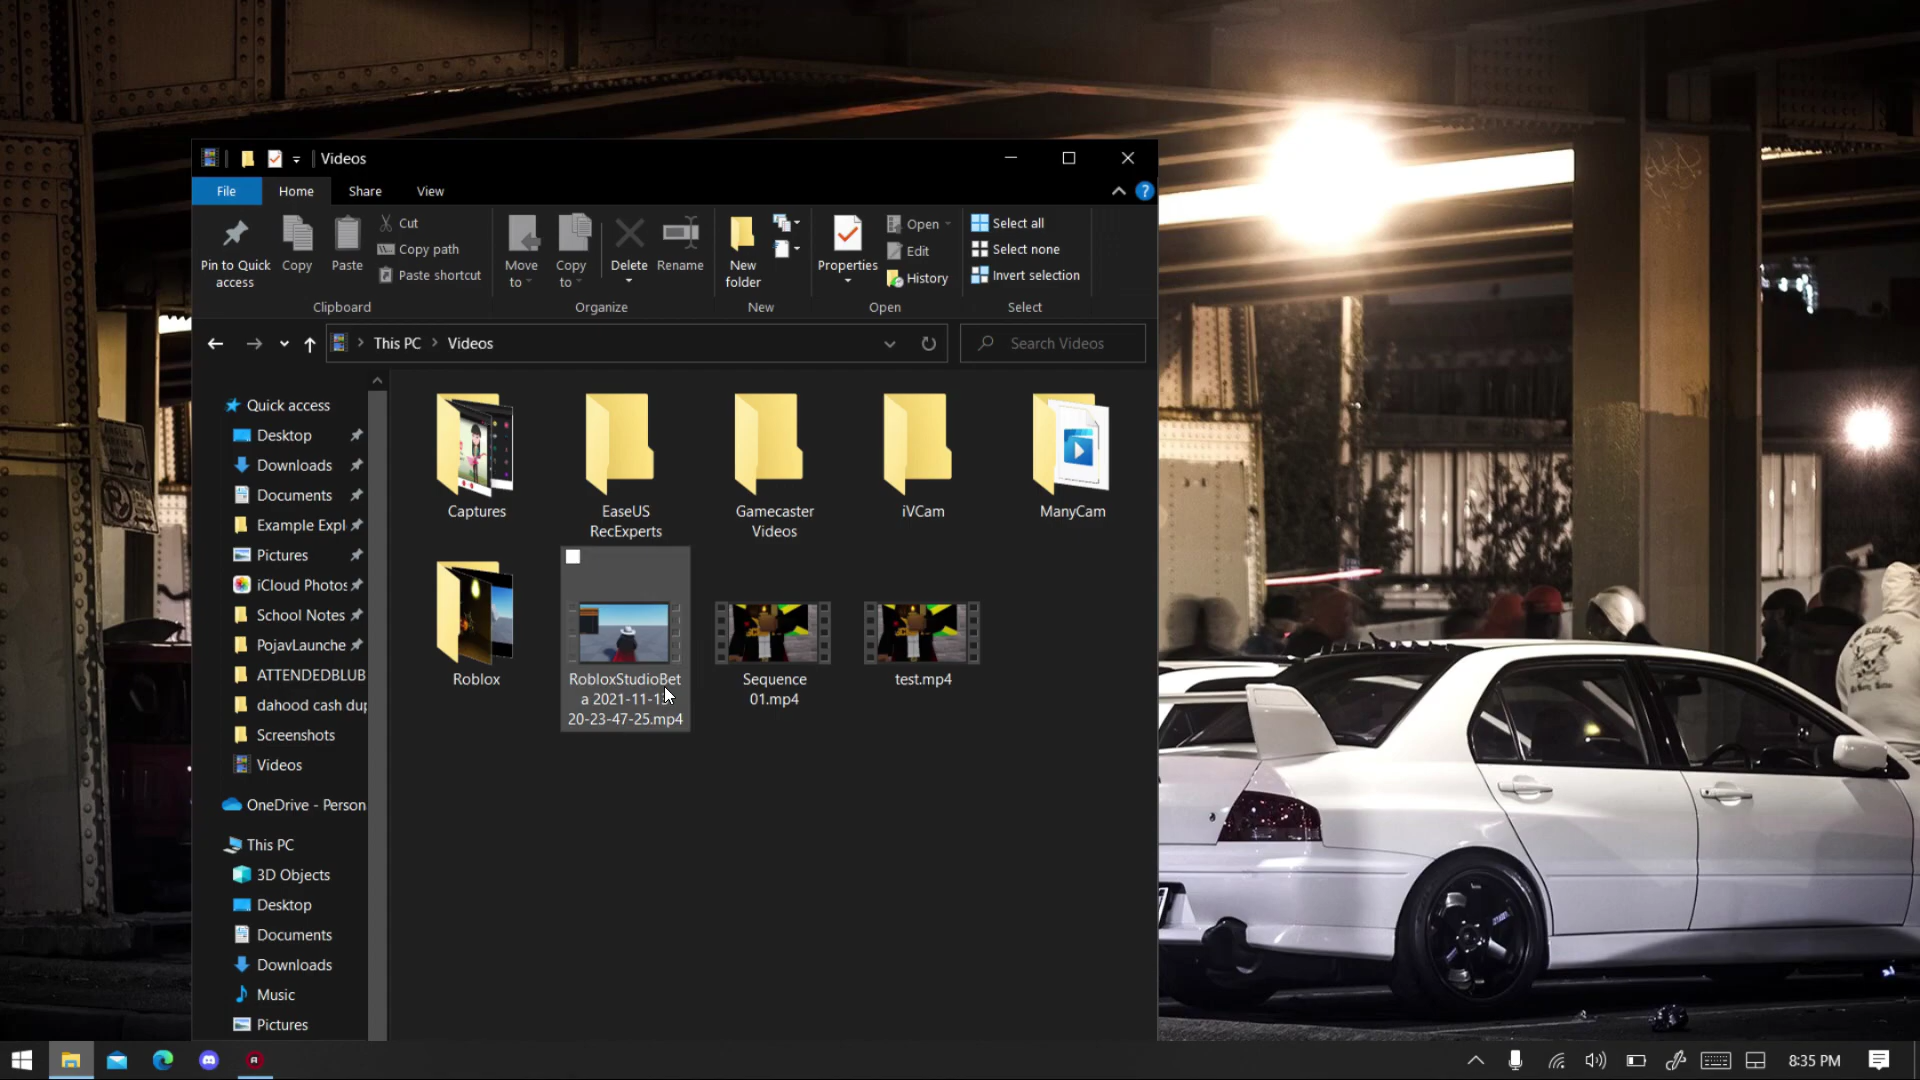 Videos
File
Home
Share
View
?
Pin to Quick access
Copy
Paste
Cut
Copy path
Paste shortcut
Clipboard
Move to
Copy to
Delete
Rename
Organize
New folder
New
Properties
Open
Edit
History
Open
Select all
Select none
Invert selection
Select
This PC
Videos
Search Videos
Quick access
Desktop
Downloads
Documents
Example Expl
Pictures
iCloud Photos
School Notes
PojavLaunche
ATTENDEDBLUB
dahood cash dup
Screenshots
Videos
OneDrive - Person
This PC
3D Objects
Desktop
Documents
Downloads
Music
Pictures
Captures
EaseUS
RecExperts
Gamecaster
Videos
iVCam
ManyCam
Roblox
RobloxStudioBet
a 2021-11-1
20-23-47-25.mp4
Sequence
01.mp4
test.mp4
8:35 PM